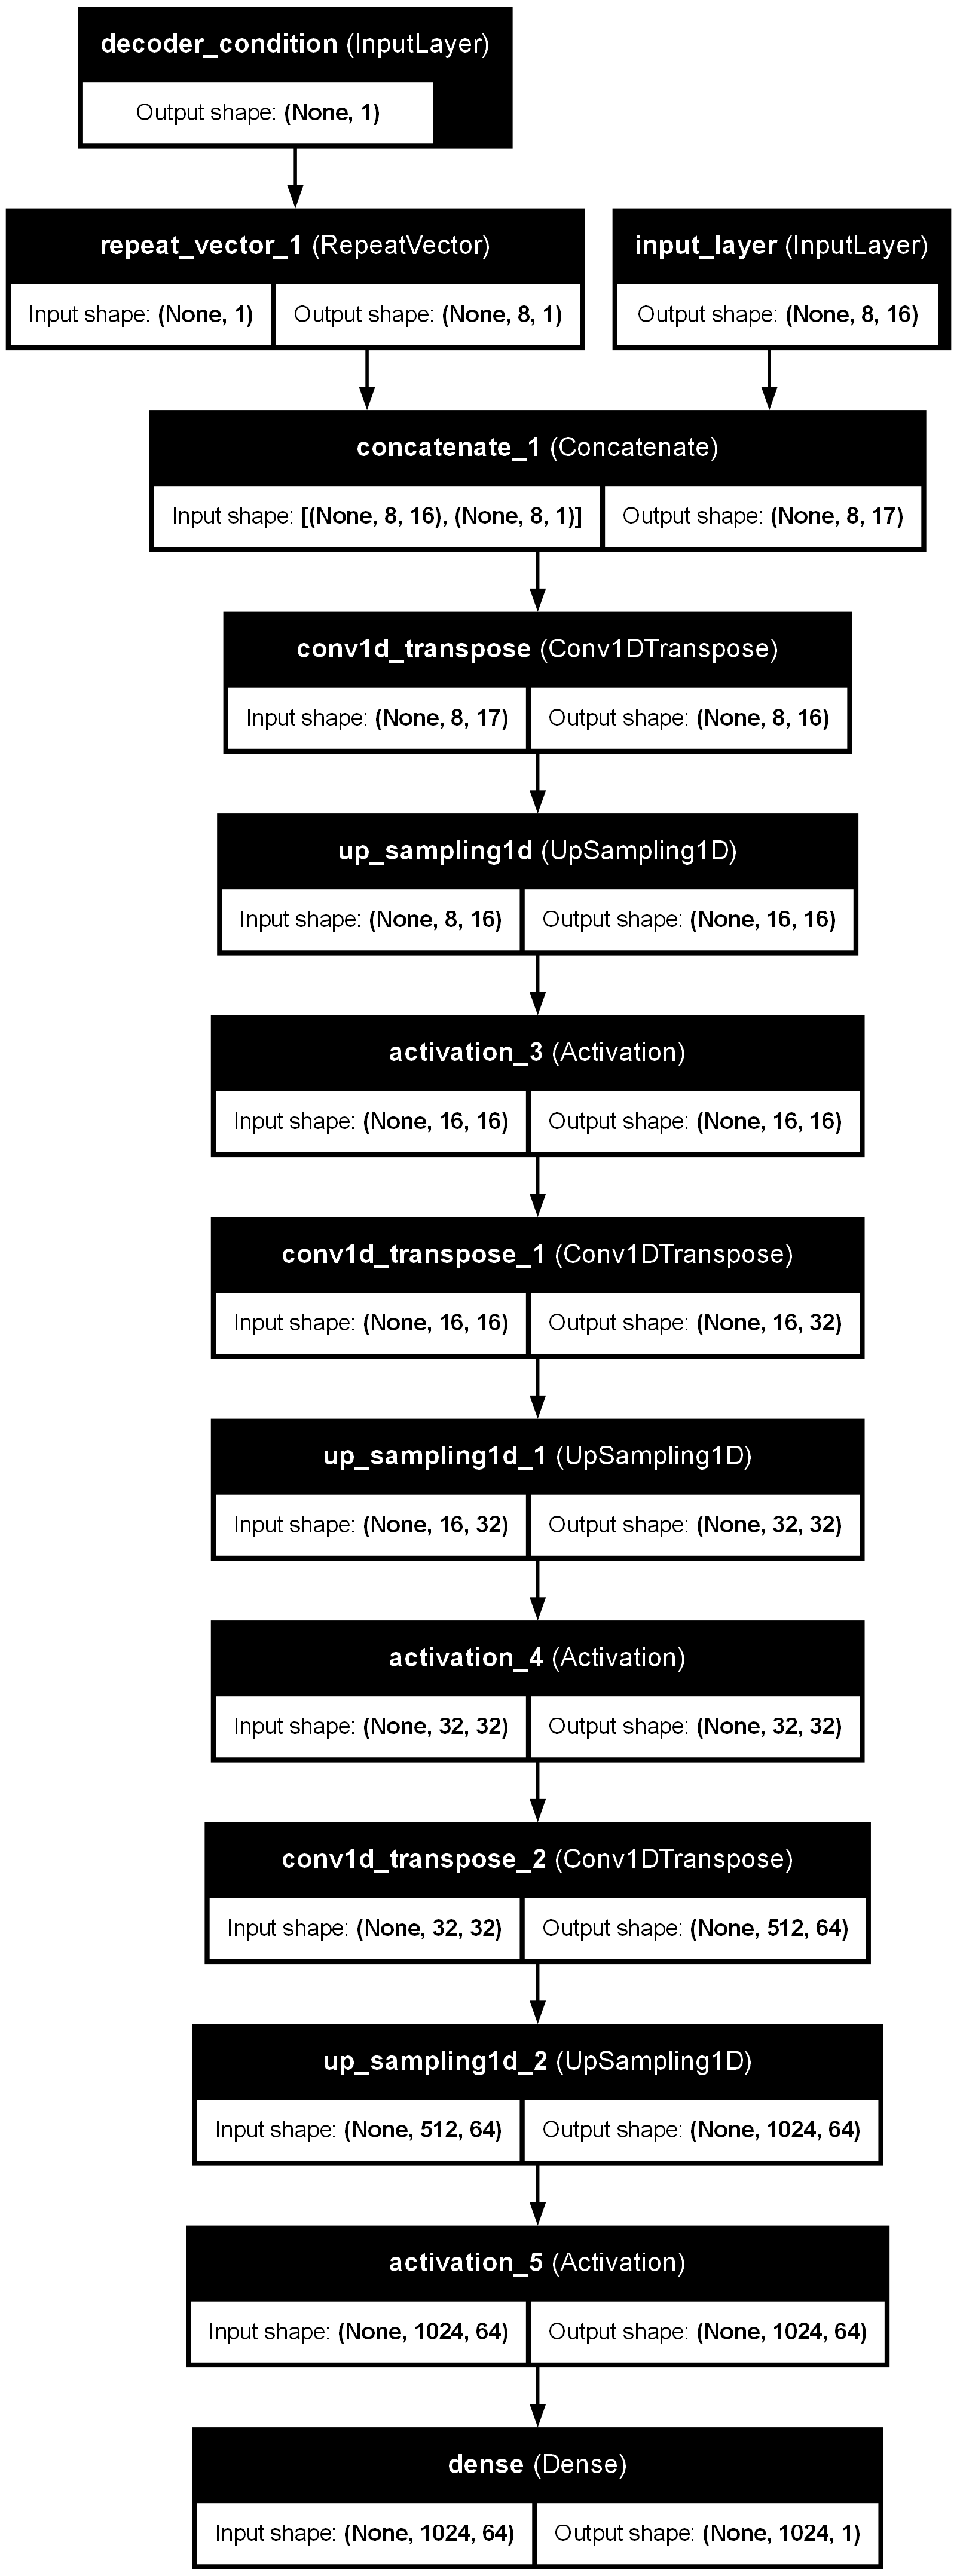 decoder_condition (InputLayer)
Output shape: (None, 1)
repeat_vector_1 (RepeatVector)
Input shape: (None, 1) Output shape: (None, 8, 1)
input_layer (InputLayer)
Output shape: (None, 8, 16)
concatenate_1 (Concatenate)
Input shape: [(None, 8, 16), (None, 8, 1)] Output shape: (None, 8, 17)
conv1d_transpose (Conv1DTranspose)
Input shape: (None, 8, 17) Output shape: (None, 8, 16)
up_sampling1d (UpSampling1D)
Input shape: (None, 8, 16) Output shape: (None, 16, 16)
activation_3 (Activation)
Input shape: (None, 16, 16) Output shape: (None, 16, 16)
conv1d_transpose_1 (Conv1DTranspose)
Input shape: (None, 16, 16) Output shape: (None, 16, 32)
up_sampling1d_1 (UpSampling1D)
Input shape: (None, 16, 32) Output shape: (None, 32, 32)
activation_4 (Activation)
Input shape: (None, 32, 32) Output shape: (None, 32, 32)
conv1d_transpose_2 (Conv1DTranspose)
Input shape: (None, 32, 32) Output shape: (None, 512, 64)
up_sampling1d_2 (UpSampling1D)
Input shape: (None, 512, 64) Output shape: (None, 1024, 64)
activation_5 (Activation)
Input shape: (None, 1024, 64) Output shape: (None, 1024, 64)
dense (Dense)
Input shape: (None, 1024, 64) Output shape: (None, 1024, 1)